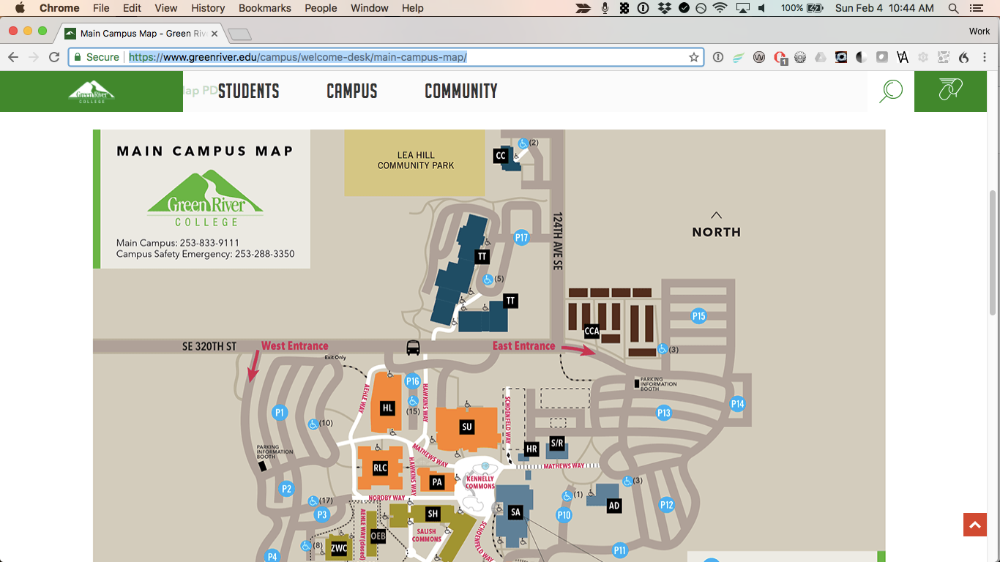 Chrome File Edit View History Bookmarks People Window Help 100% Sun Feb 4 10:44 AM
Main Campus Map - Green Riv Work
Secure https://www.greenriver.edu/campus/welcome-desk/main-campus-map/
1
Green River
COLLEGE
ap PD
STUDENTS CAMPUS COMMUNITY
MAIN CAMPUS MAP
Green River
COLLEGE
Main Campus: 253-833-9111
Campus Safety Emergency: 253-288-3350
LEA HILL
COMMUNITY PARK
CC
(2)
124TH AVE SE
NORTH
P17
TT
(5)
TT
P15
CCA
SE 320TH ST
West Entrance
East Entrance
(3)
Exit Only
P16
PARKING
INFORMATION
BOOTH
AEHLE WAY
HAWKINS WAY
SCHOENFELD WAY
HL
(15)
P1
(10)
SU
P13
P14
PARKING
INFORMATION
BOOTH
HR
S/R
MATHEWS WAY
MATHEWS WAY
RLC
HAWKINS WAY
PA
KENNELLY
COMMONS
(3)
P2
NORDBY WAY
(1)
(17)
P3
AD
P12
SH
SA
P10
AEHLE WAY (closed)
OEB
SALISH
COMMONS
SCHOENFELD WAY
(8)
ZWC
P4
P11